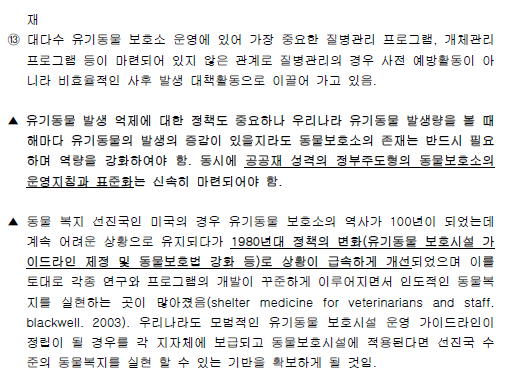 재
⑬ 대다수 유기동물 보호소 운영에 있어 가장 중요한 질병관리 프로그램, 개체관리
프로그램 등이 마련되어 있지 않은 관계로 질병관리의 경우 사전 예방활동이 아
니라 비효율적인 사후 발생 대책활동으로 이끌어 가고 있음.
▲ 유기동물 발생 억제에 대한 정책도 중요하나 우리나라 유기동물 발생량을 볼 때
해마다 유기동물의 발생의 증감이 있을지라도 동물보호소의 존재는 반드시 필요
하며 역량을 강화하여야 함. 동시에 공공재 성격의 정부주도형의 동물보호소의
운영지침과 표준화는 신속히 마련되어야 함.
▲ 동물 복지 선진국인 미국의 경우 유기동물 보호소의 역사가 100년이 되었는데
계속 어려운 상황으로 유지되다가 1980년대 정책의 변화(유기동물 보호시설 가
이드라인 제정 및 동물보호법 강화 등)로 상황이 급속하게 개선되었으며 이를
토대로 각종 연구와 프로그램의 개발이 꾸준하게 이루어지면서 인도적인 동물복
지를 실현하는 곳이 많아졌음(shelter medicine for veterinarians and staff.
blackwell. 2003). 우리나라도 모범적인 유기동물 보호시설 운영 가이드라인이
정립이 될 경우를 각 지자체에 보급되고 동물보호시설에 적용된다면 선진국 수
준의 동물복지를 실현 할 수 있는 기반을 확보하게 될 것임.